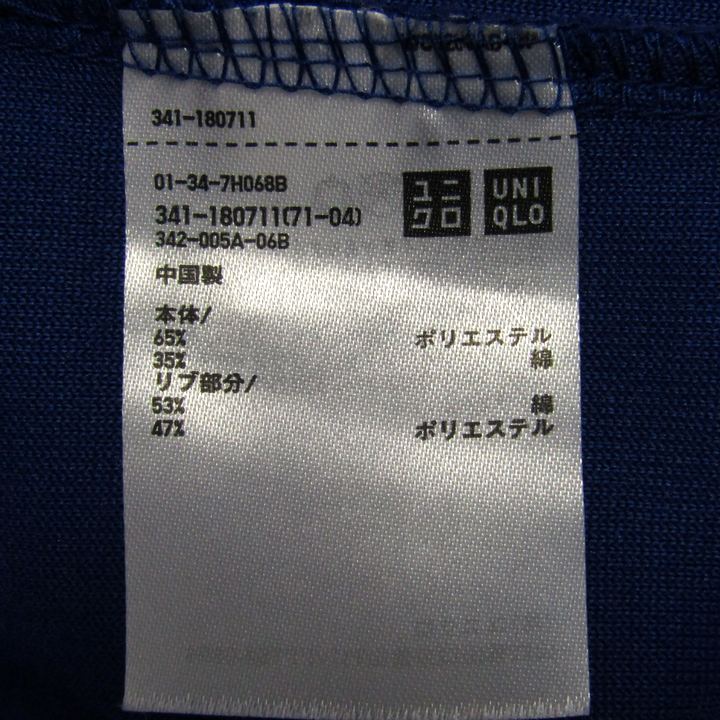 341-180711
01-34-7H068B
341-180711(71-04)
342-005A-06B
ユニ
クロ
UNI
QLO
中国製
本体/
65% ポリエステル
35% 綿
リブ部分/
53% 綿
47% ポリエステル